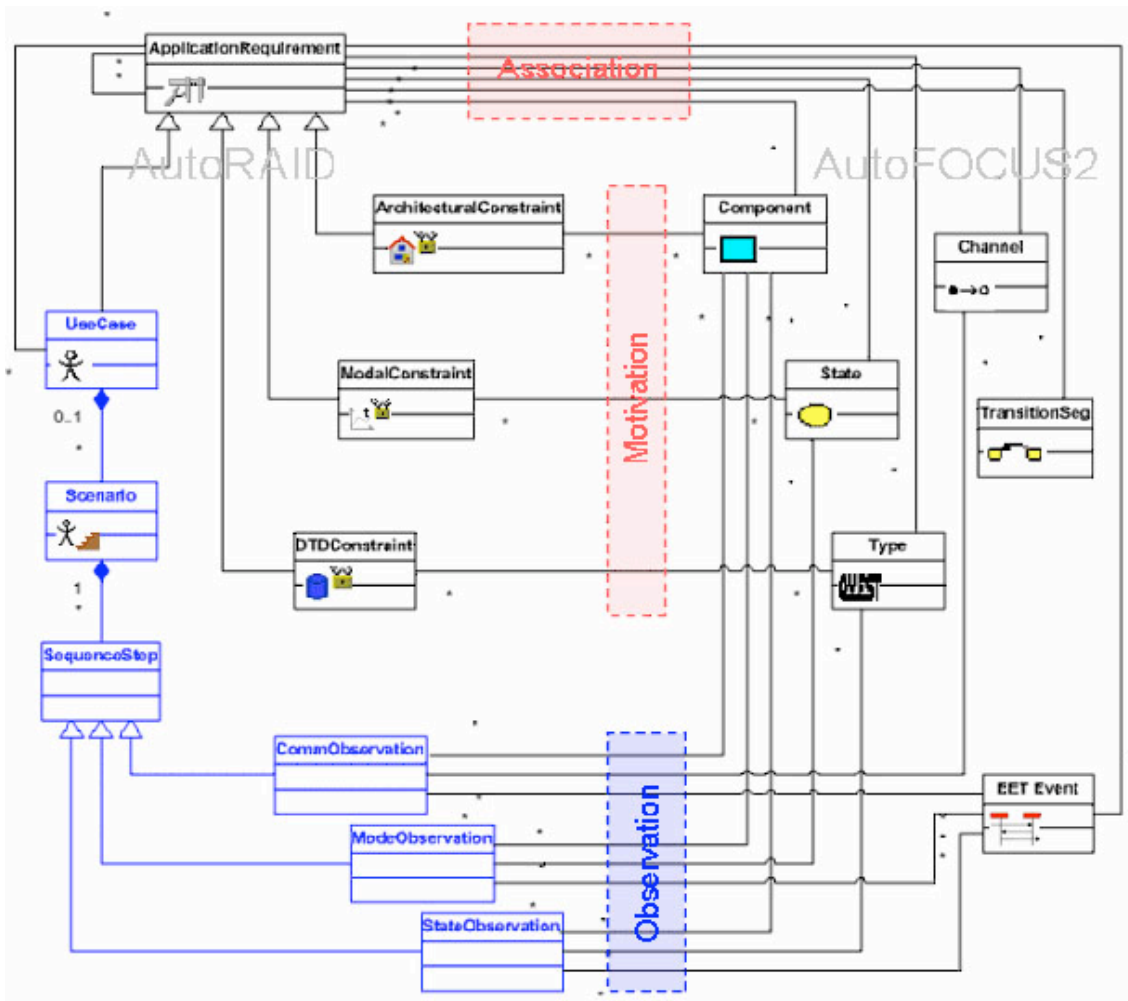 ApplicationRequirement
Association
AutoRAID
AutoFOCUS2
ArchitecturalConstraint
Component
Channel
UseCase
ModalConstraint
State
Motivation
0..1
*
TransitionSeg
Scenario
DTDConstraint
Type
1
*
SequenceStep
CommObservation
EET Event
ModeObservation
Observation
StateObservation